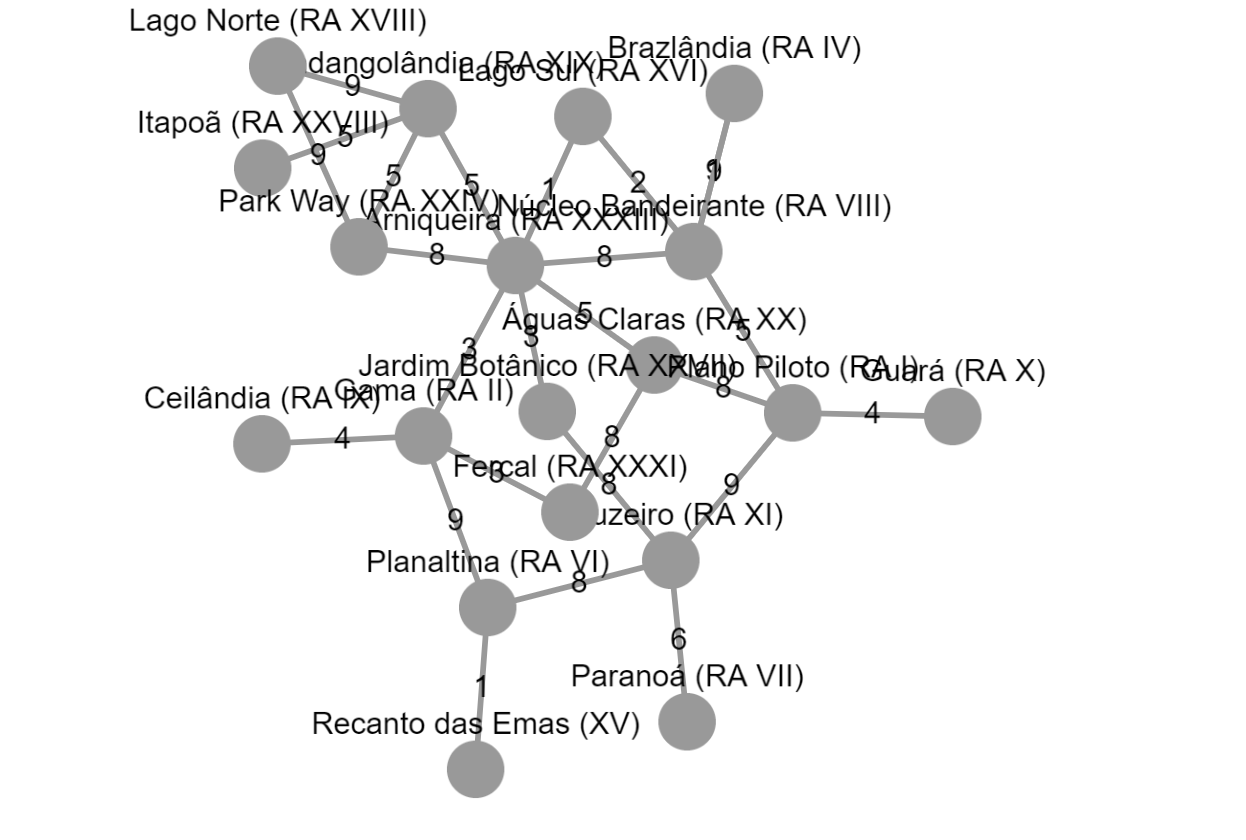 Lago Norte (RA XVIII)
dangolândia (RA XIX)
Lago Sul (RA XVI)
Brazlândia (RA IV)
9
Itapoã (RA XXVIII)
5
9
5
5
1
2
Park Way (RA XXIV)
Arniqueira (RA XXXIII)
Núcleo Bandeirante (RA VIII)
8
8
5
Águas Claras (RA XX)
5
3
3
Jardim Botânico (RA XXVII)
Plano Piloto (RA I)
Guará (RA X)
8
Gama (RA II)
Ceilândia (RA IX)
4
4
8
Fercal (RA XXXI)
8
9
uzeiro (RA XI)
9
Planaltina (RA VI)
8
6
Paranoá (RA VII)
1
Recanto das Emas (XV)